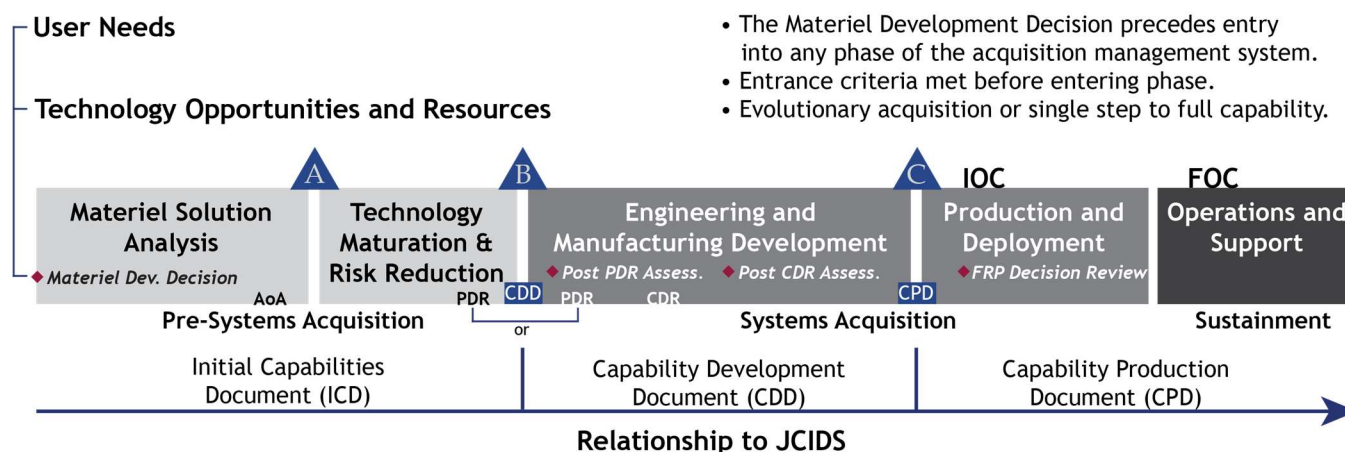 User Needs
Technology Opportunities and Resources
• The Materiel Development Decision precedes entry
into any phase of the acquisition management system.
• Entrance criteria met before entering phase.
• Evolutionary acquisition or single step to full capability.
A
B
C
IOC
FOC
Materiel Solution
Analysis
Materiel Dev. Decision
AoA
Technology
Maturation &
Risk Reduction
PDR
CDD
Engineering and
Manufacturing Development
Post PDR Assess.
Post CDR Assess.
PDR
CDR
CPD
Production and
Deployment
FRP Decision Review
Operations and
Support
Pre-Systems Acquisition
or
Systems Acquisition
Sustainment
Initial Capabilities
Document (ICD)
Capability Development
Document (CDD)
Capability Production
Document (CPD)
Relationship to JCIDS